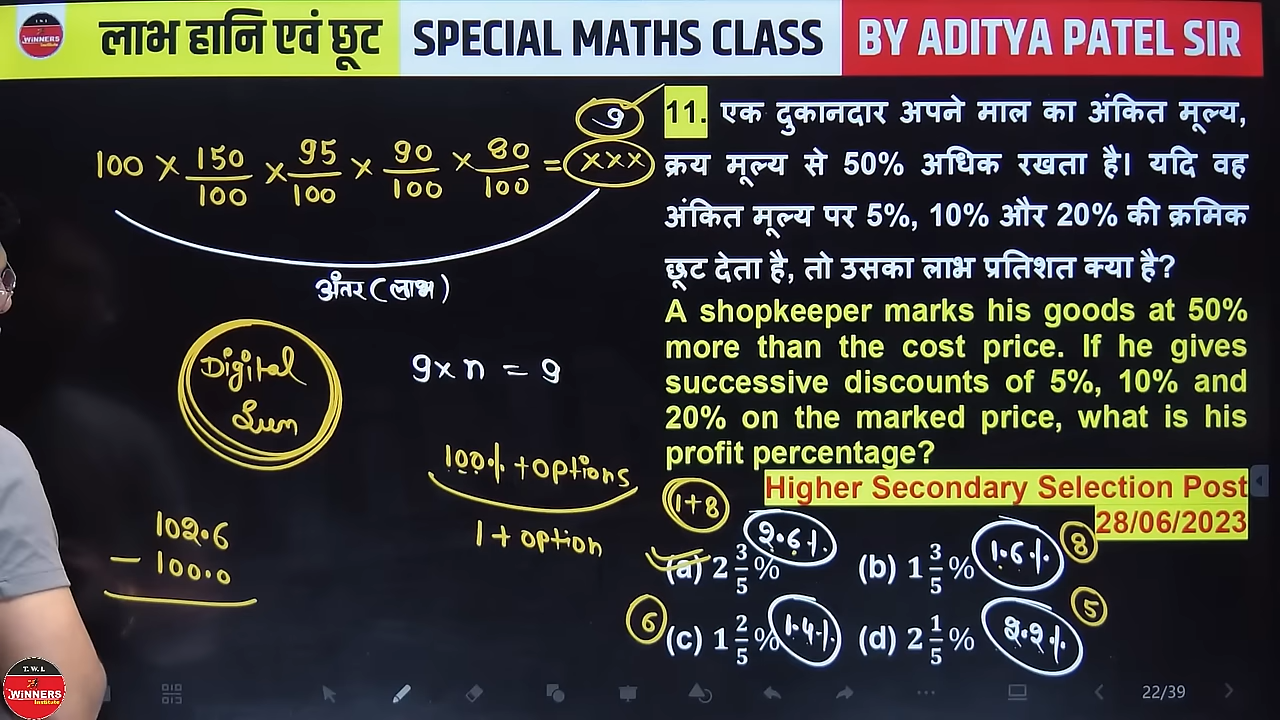 लाभ हानि एवं छूट SPECIAL MATHS CLASS BY ADITYA PATEL SIR
T.W.I.
WiNNERS
Institute
9
100 × 150/100 × 95/100 × 90/100 × 80/100 = ×××
अंतर (लाभ)
Digital
Sum
9×n = 9
100% + options
1 + option
102.6
- 100.0
11. एक दुकानदार अपने माल का अंकित मूल्य,
क्रय मूल्य से 50% अधिक रखता है। यदि वह
अंकित मूल्य पर 5%, 10% और 20% की क्रमिक
छूट देता है, तो उसका लाभ प्रतिशत क्या है?
A shopkeeper marks his goods at 50%
more than the cost price. If he gives
successive discounts of 5%, 10% and
20% on the marked price, what is his
profit percentage?
Higher Secondary Selection Post
28/06/2023
1+8
(a) 2 3/5% 2.6% (b) 1 3/5% 1.6% 8
6 (c) 1 2/5% 1.4% (d) 2 1/5% 2.2% 5
T.W.I.
WiNNERS
Institute
22/39